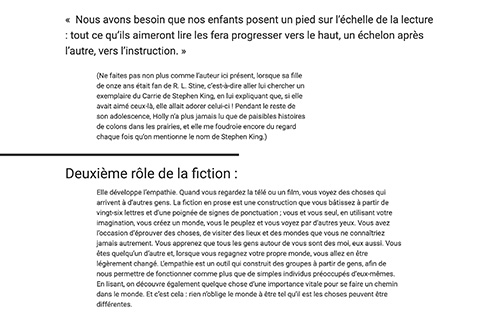 «  Nous avons besoin que nos enfants posent un pied sur l'échelle de la lecture
: tout ce qu'ils aimeront lire les fera progresser vers le haut, un échelon après
l'autre, vers l'instruction. »
(Ne faites pas non plus comme l'auteur ici présent, lorsque sa fille
de onze ans était fan de R. L. Stine, c'est-à-dire aller lui chercher un
exemplaire du Carrie de Stephen King, en lui expliquant que, si elle
avait aimé ceux-là, elle allait adorer celui-ci ! Pendant le reste de
son adolescence, Holly n'a plus jamais lu que de paisibles histoires
de colons dans les prairies, et elle me foudroie encore du regard
chaque fois qu'on mentionne le nom de Stephen King.)
Deuxième rôle de la fiction :
Elle développe l'empathie. Quand vous regardez la télé ou un film, vous voyez des choses qui
arrivent à d'autres gens. La fiction en prose est une construction que vous bâtissez à partir de
vingt-six lettres et d'une poignée de signes de ponctuation ; vous et vous seul, en utilisant votre
imagination, vous créez un monde, vous le peuplez et vous voyez par d'autres yeux. Vous avez
l'occasion d'éprouver des choses, de visiter des lieux et des mondes que vous ne connaîtriez
jamais autrement. Vous apprenez que tous les gens autour de vous sont des moi, eux aussi. Vous
êtes quelqu'un d'autre et, lorsque vous regagnez votre propre monde, vous allez en être
légèrement changé. L'empathie est un outil qui construit des groupes à partir de gens, afin de
nous permettre de fonctionner comme plus que de simples individus préoccupés d'eux-mêmes.
En lisant, on découvre également quelque chose d'une importance vitale pour se faire un chemin
dans le monde. Et c'est cela : rien n'oblige le monde à être tel qu'il est les choses peuvent être
différentes.